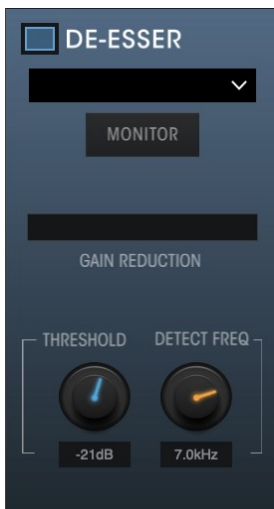 DE-ESSER
MONITOR
GAIN REDUCTION
THRESHOLD DETECT FREQ
-21dB 7.0kHz